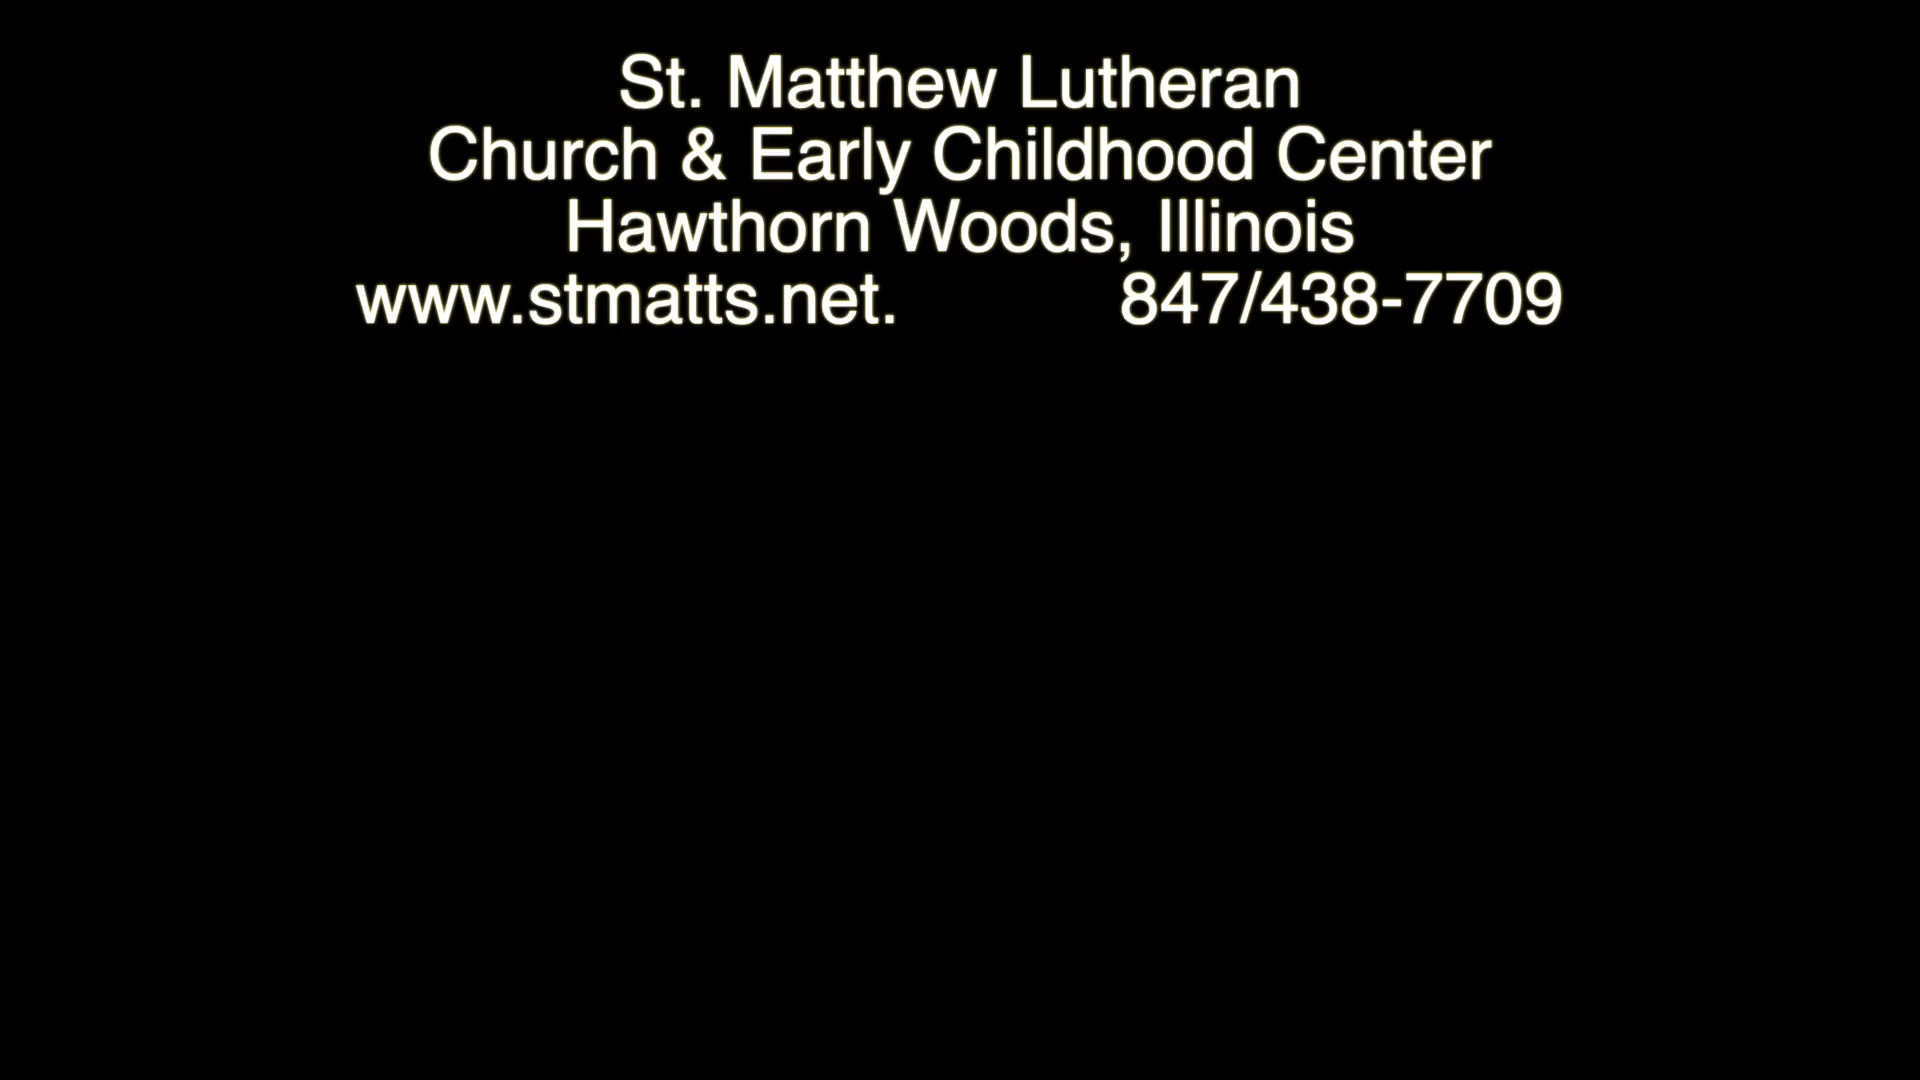 St. Matthew Lutheran
Church & Early Childhood Center
Hawthorn Woods, Illinois
www.stmatts.net. 847/438-7709